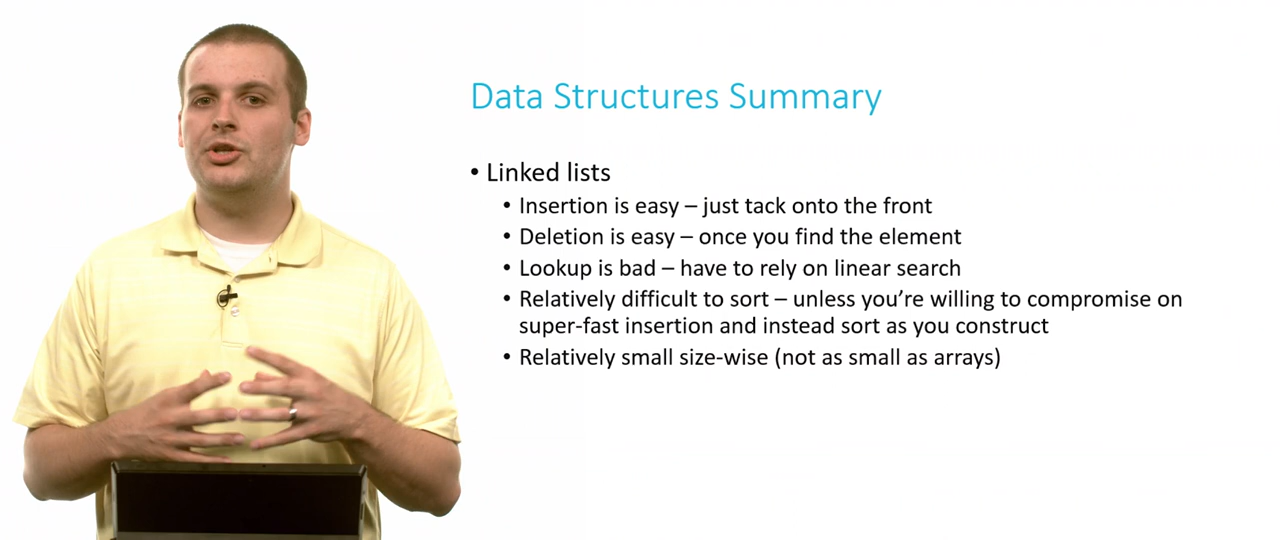 Data Structures Summary
• Linked lists
• Insertion is easy – just tack onto the front
• Deletion is easy – once you find the element
• Lookup is bad – have to rely on linear search
• Relatively difficult to sort – unless you’re willing to compromise on
super-fast insertion and instead sort as you construct
• Relatively small size-wise (not as small as arrays)